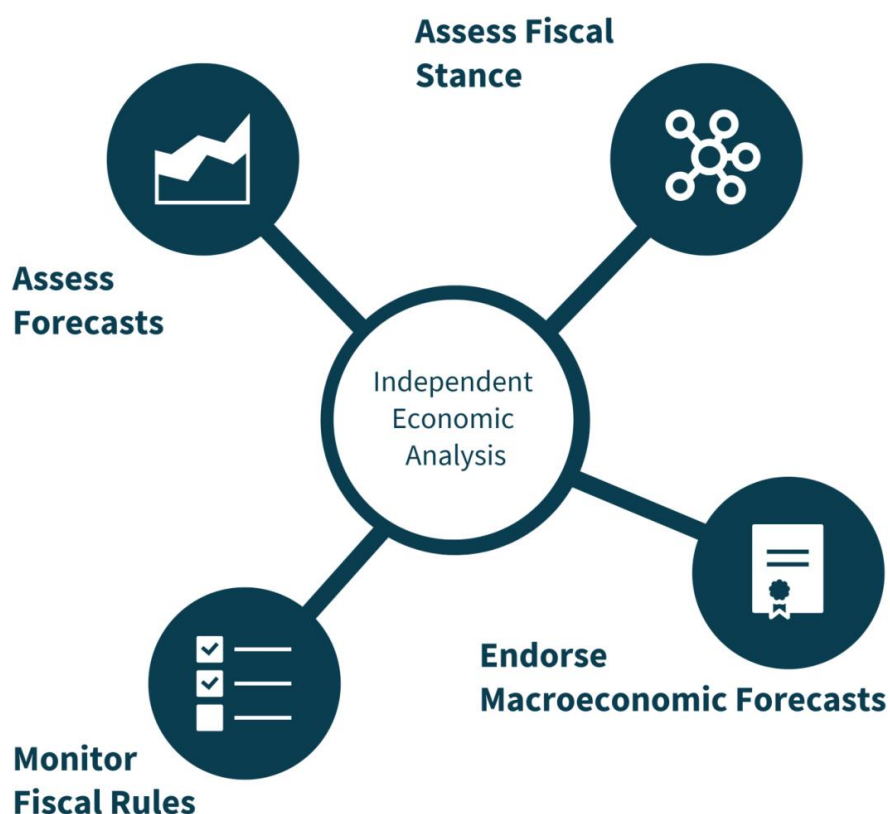 Assess Fiscal
Stance
Assess
Forecasts
Independent
Economic
Analysis
Endorse
Macroeconomic Forecasts
Monitor
Fiscal Rules